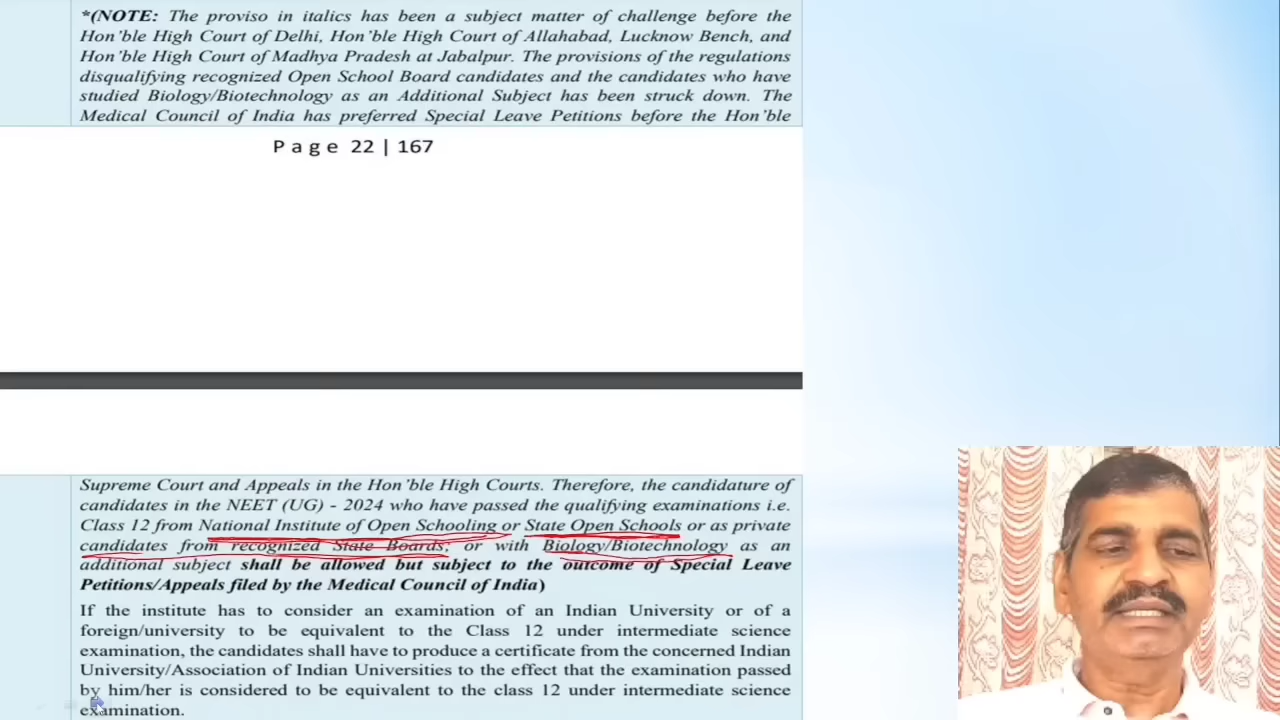 *(NOTE: The proviso in italics has been a subject matter of challenge before the
Hon'ble High Court of Delhi, Hon'ble High Court of Allahabad, Lucknow Bench, and
Hon'ble High Court of Madhya Pradesh at Jabalpur. The provisions of the regulations
disqualifying recognized Open School Board candidates and the candidates who have
studied Biology/Biotechnology as an Additional Subject has been struck down. The
Medical Council of India has preferred Special Leave Petitions before the Hon'ble
Page 22 | 167
Supreme Court and Appeals in the Hon'ble High Courts. Therefore, the candidature of
candidates in the NEET (UG) - 2024 who have passed the qualifying examinations i.e.
Class 12 from National Institute of Open Schooling or State Open Schools or as private
candidates from recognized State Boards; or with Biology/Biotechnology as an
additional subject shall be allowed but subject to the outcome of Special Leave
Petitions/Appeals filed by the Medical Council of India)
If the institute has to consider an examination of an Indian University or of a
foreign/university to be equivalent to the Class 12 under intermediate science
examination, the candidates shall have to produce a certificate from the concerned Indian
University/Association of Indian Universities to the effect that the examination passed
by him/her is considered to be equivalent to the class 12 under intermediate science
examination.